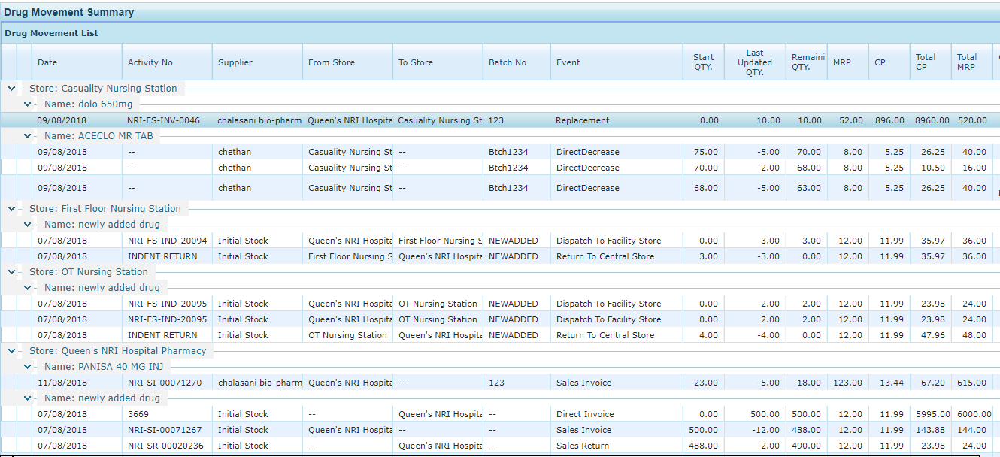 Drug Movement Summary
Drug Movement List
Date Activity No Supplier From Store To Store Batch No Event Start QTY. Last Updated QTY. Remaini QTY. MRP CP Total CP Total MRP
Store: Casuality Nursing Station
Name: dolo 650mg
09/08/2018 NRI-FS-INV-0046 chalasani bio-pharm Queen's NRI Hospita Casuality Nursing St 123 Replacement 0.00 10.00 10.00 52.00 896.00 8960.00 520.00
Name: ACECLO MR TAB
09/08/2018 -- chethan Casuality Nursing St -- Btch1234 DirectDecrease 75.00 -5.00 70.00 8.00 5.25 26.25 40.00
09/08/2018 -- chethan Casuality Nursing St -- Btch1234 DirectDecrease 70.00 -2.00 68.00 8.00 5.25 10.50 16.00
09/08/2018 -- chethan Casuality Nursing St -- Btch1234 DirectDecrease 68.00 -5.00 63.00 8.00 5.25 26.25 40.00
Store: First Floor Nursing Station
Name: newly added drug
07/08/2018 NRI-FS-IND-20094 Initial Stock Queen's NRI Hospita First Floor Nursing S NEWADDED Dispatch To Facility Store 0.00 3.00 3.00 12.00 11.99 35.97 36.00
07/08/2018 INDENT RETURN Initial Stock First Floor Nursing S Queen's NRI Hospita NEWADDED Return To Central Store 3.00 -3.00 0.00 12.00 11.99 35.97 36.00
Store: OT Nursing Station
Name: newly added drug
07/08/2018 NRI-FS-IND-20095 Initial Stock Queen's NRI Hospita OT Nursing Station NEWADDED Dispatch To Facility Store 0.00 2.00 2.00 12.00 11.99 23.98 24.00
07/08/2018 NRI-FS-IND-20095 Initial Stock Queen's NRI Hospita OT Nursing Station NEWADDED Dispatch To Facility Store 0.00 2.00 2.00 12.00 11.99 23.98 24.00
07/08/2018 INDENT RETURN Initial Stock OT Nursing Station Queen's NRI Hospita NEWADDED Return To Central Store 4.00 -4.00 0.00 12.00 11.99 47.96 48.00
Store: Queen's NRI Hospital Pharmacy
Name: PANISA 40 MG INJ
11/08/2018 NRI-SI-00071270 chalasani bio-pharm Queen's NRI Hospita -- 123 Sales Invoice 23.00 -5.00 18.00 123.00 13.44 67.20 615.00
Name: newly added drug
07/08/2018 3669 Initial Stock -- Queen's NRI Hospita -- Direct Invoice 0.00 500.00 500.00 12.00 11.99 5995.00 6000.00
07/08/2018 NRI-SI-00071267 Initial Stock Queen's NRI Hospita -- -- Sales Invoice 500.00 -12.00 488.00 12.00 11.99 143.88 144.00
07/08/2018 NRI-SR-00020236 Initial Stock -- Queen's NRI Hospita -- Sales Return 488.00 2.00 490.00 12.00 11.99 23.98 24.00